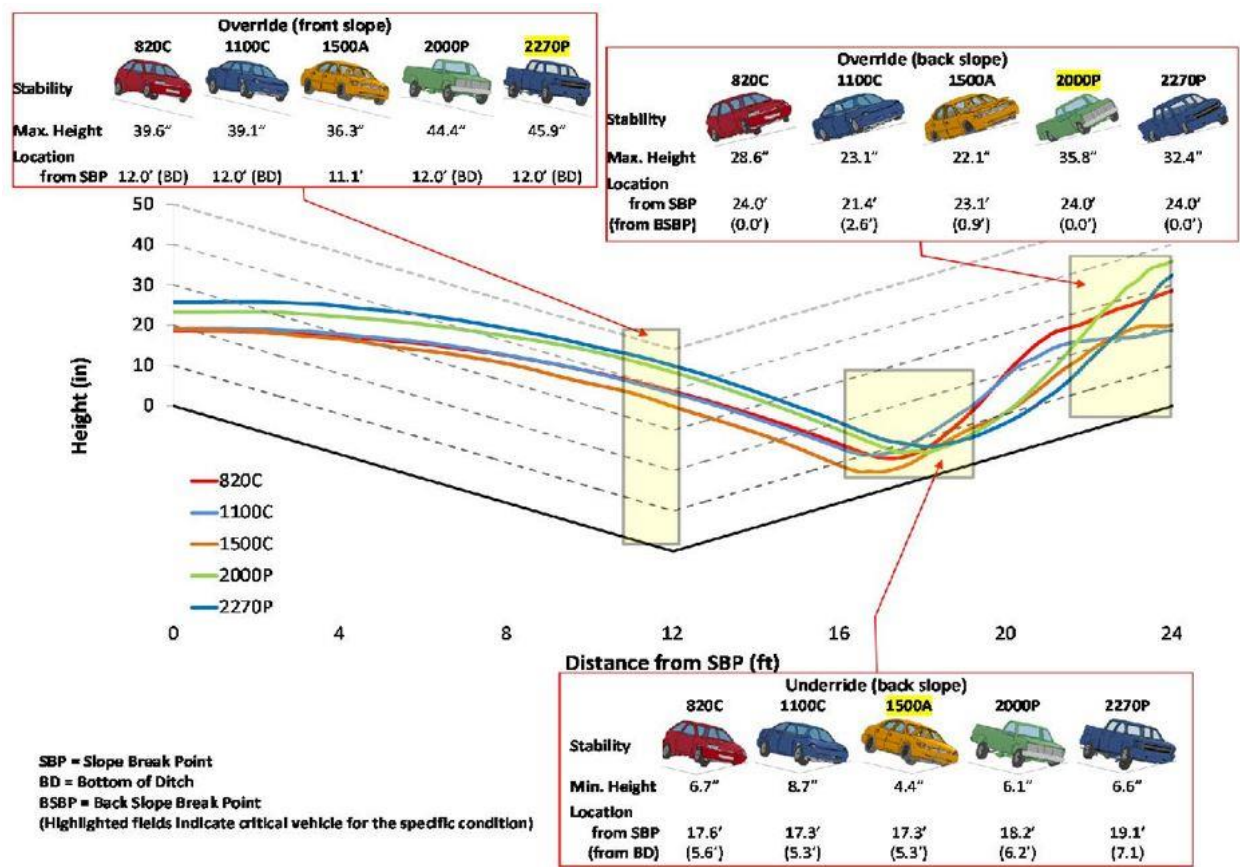 Override (front slope)
820C 1100C 1500A 2000P 2270P
Stability
Max. Height 39.6" 39.1" 36.3" 44.4" 45.9"
Location
from SBP 12.0' (BD) 12.0' (BD) 11.1' 12.0' (BD) 12.0' (BD)
Override (back slope)
820C 1100C 1500A 2000P 2270P
Stability
Max. Height 28.6" 23.1" 22.1" 35.8" 32.4"
Location
from SBP 24.0' 21.4' 23.1' 24.0' 24.0'
(from BSBP) (0.0') (2.6') (0.9') (0.0') (0.0')
50
40
30
20
10
0
Height (in)
820C
1100C
1500C
2000P
2270P
0 4 8 12 16 20 24
Distance from SBP (ft)
Underride (back slope)
820C 1100C 1500A 2000P 2270P
Stability
Min. Height 6.7" 8.7" 4.4" 6.1" 6.6"
Location
from SBP 17.6' 17.3' 17.3' 18.2' 19.1'
(from BD) (5.6') (5.3') (5.3') (6.2') (7.1)
SBP = Slope Break Point
BD = Bottom of Ditch
BSBP = Back Slope Break Point
(Highlighted fields indicate critical vehicle for the specific condition)